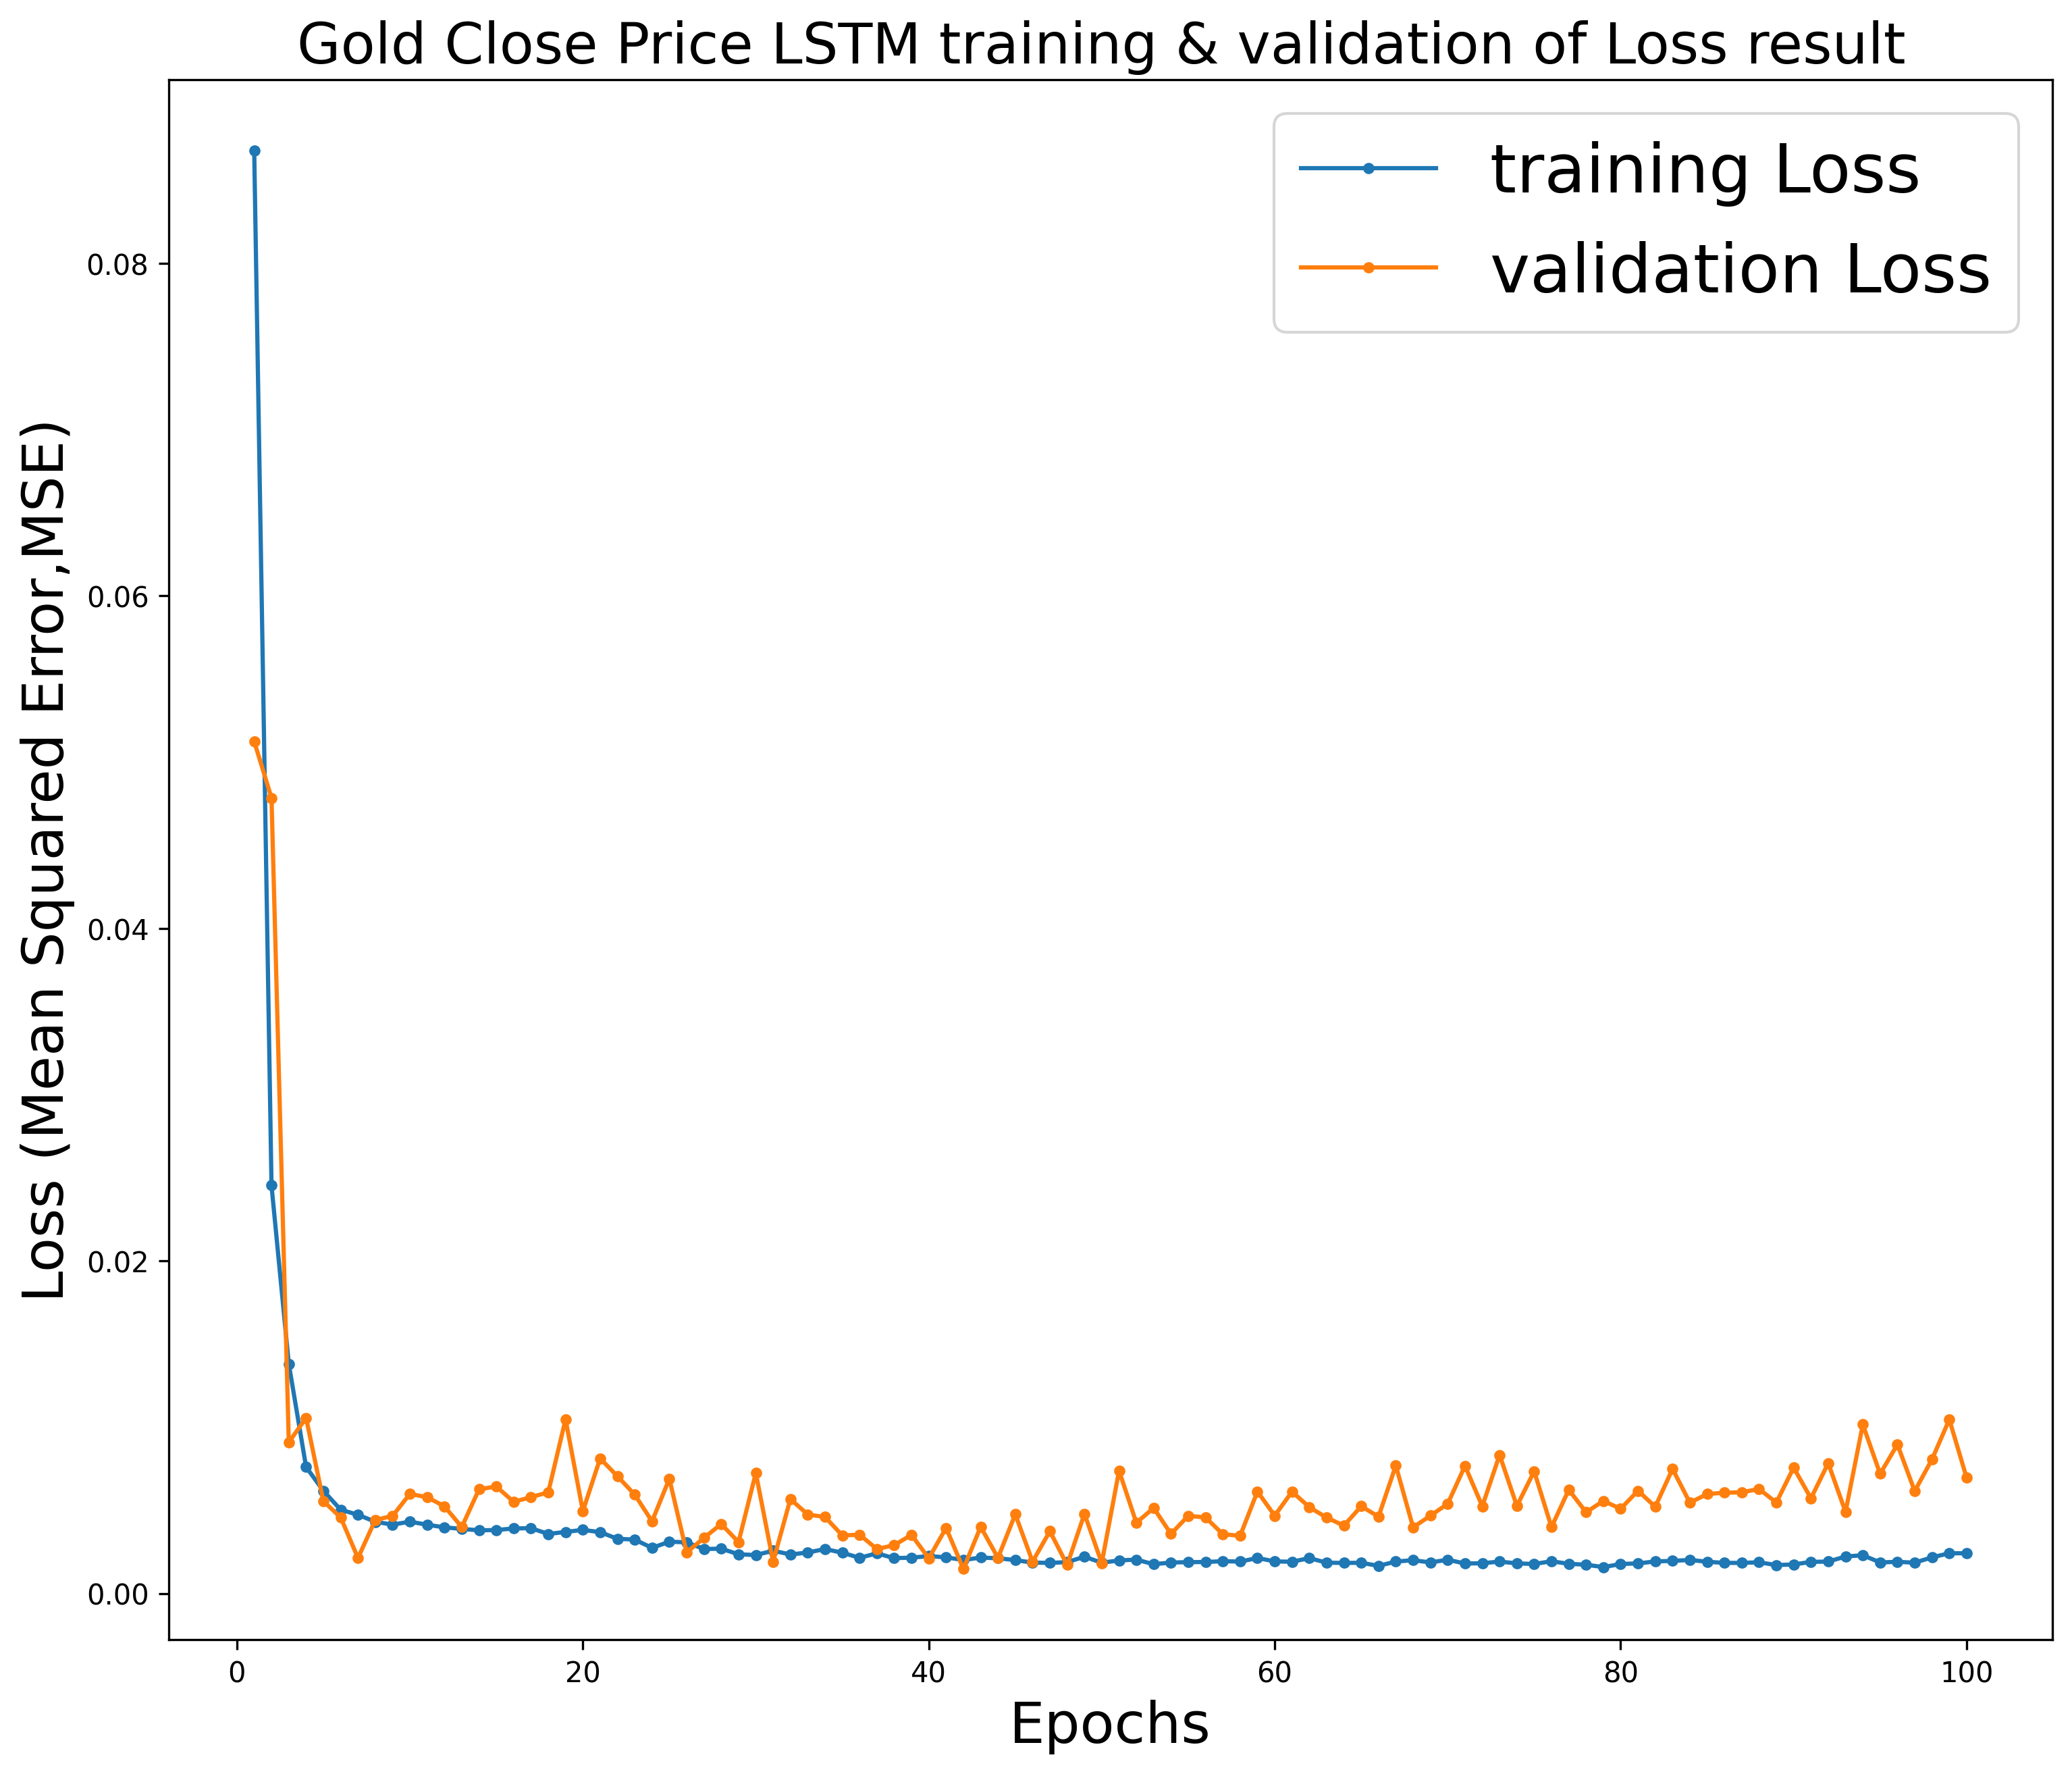 Gold Close Price LSTM training & validation of Loss result
training Loss
validation Loss
Loss (Mean Squared Error,MSE)
0.08
0.06
0.04
0.02
0.00
0 20 40 60 80 100
Epochs